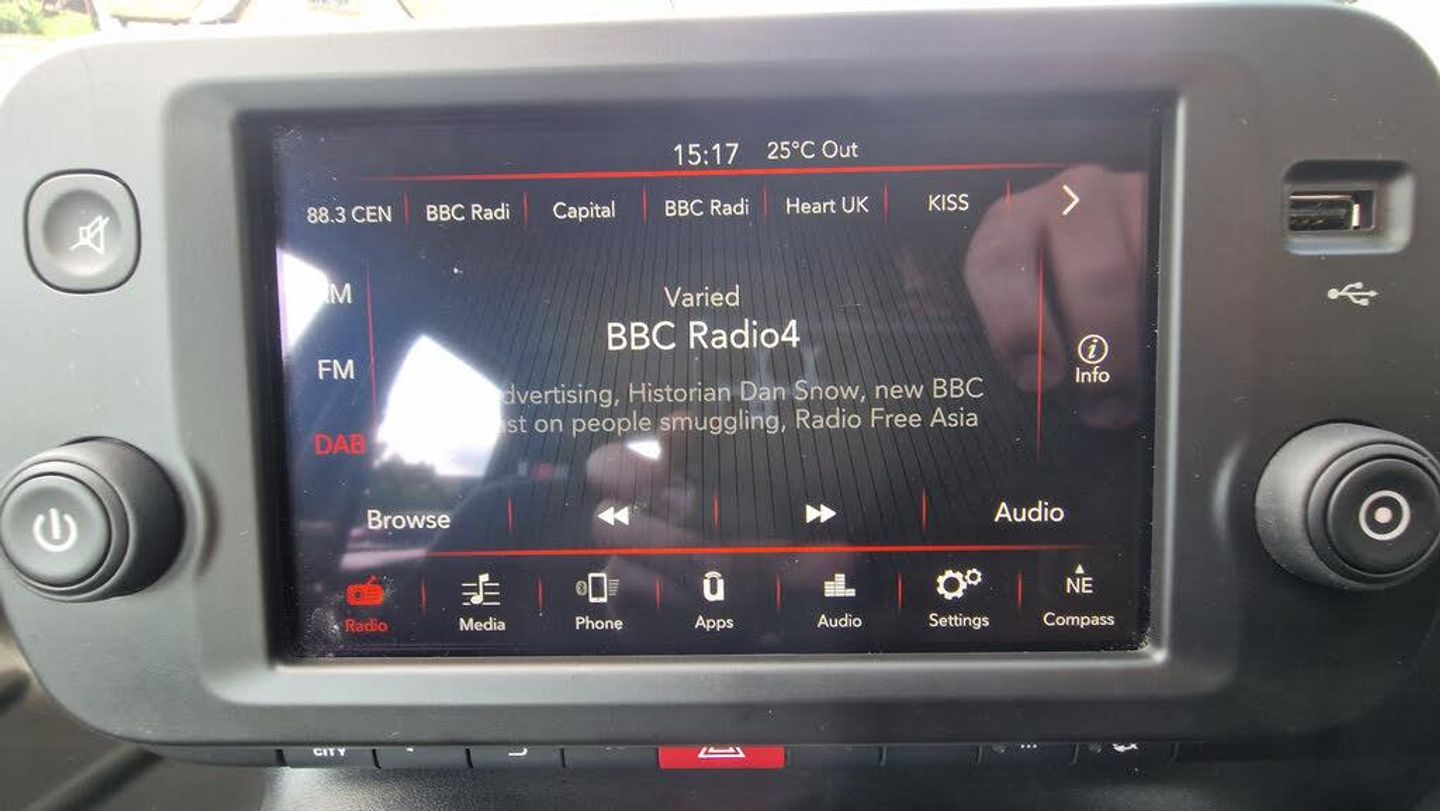 15:17 25°C Out
88.3 CEN BBC Radi Capital BBC Radi Heart UK KISS
Varied
BBC Radio4
FM
dvertising, Historian Dan Snow, new BBC
on people smuggling, Radio Free Asia
Info
DAB
Browse Audio
Radio Media Phone Apps Audio Settings NE Compass
CITY